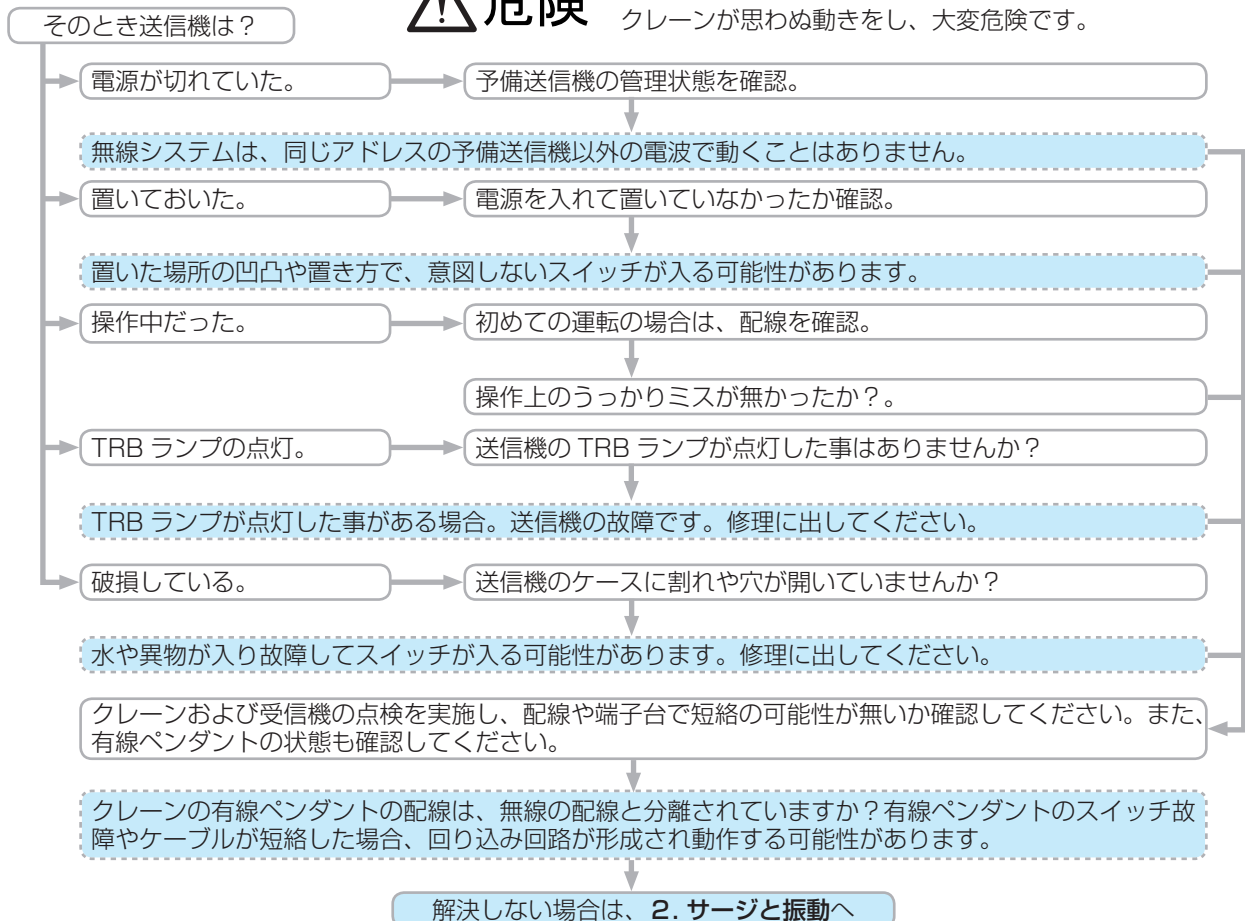 危険
クレーンが思わぬ動きをし、大変危険です。
そのとき送信機は？
電源が切れていた。
予備送信機の管理状態を確認。
無線システムは、同じアドレスの予備送信機以外の電波で動くことはありません。
置いておいた。
電源を入れて置いていなかったか確認。
置いた場所の凹凸や置き方で、意図しないスイッチが入る可能性があります。
操作中だった。
初めての運転の場合は、配線を確認。
操作上のうっかりミスが無かったか？。
TRB ランプの点灯。
送信機の TRB ランプが点灯した事はありませんか？
TRB ランプが点灯した事がある場合。送信機の故障です。修理に出してください。
破損している。
送信機のケースに割れや穴が開いていませんか？
水や異物が入り故障してスイッチが入る可能性があります。修理に出してください。
クレーンおよび受信機の点検を実施し、配線や端子台で短絡の可能性が無いか確認してください。また、
有線ペンダントの状態も確認してください。
クレーンの有線ペンダントの配線は、無線の配線と分離されていますか？有線ペンダントのスイッチ故
障やケーブルが短絡した場合、回り込み回路が形成され動作する可能性があります。
解決しない場合は、2. サージと振動へ